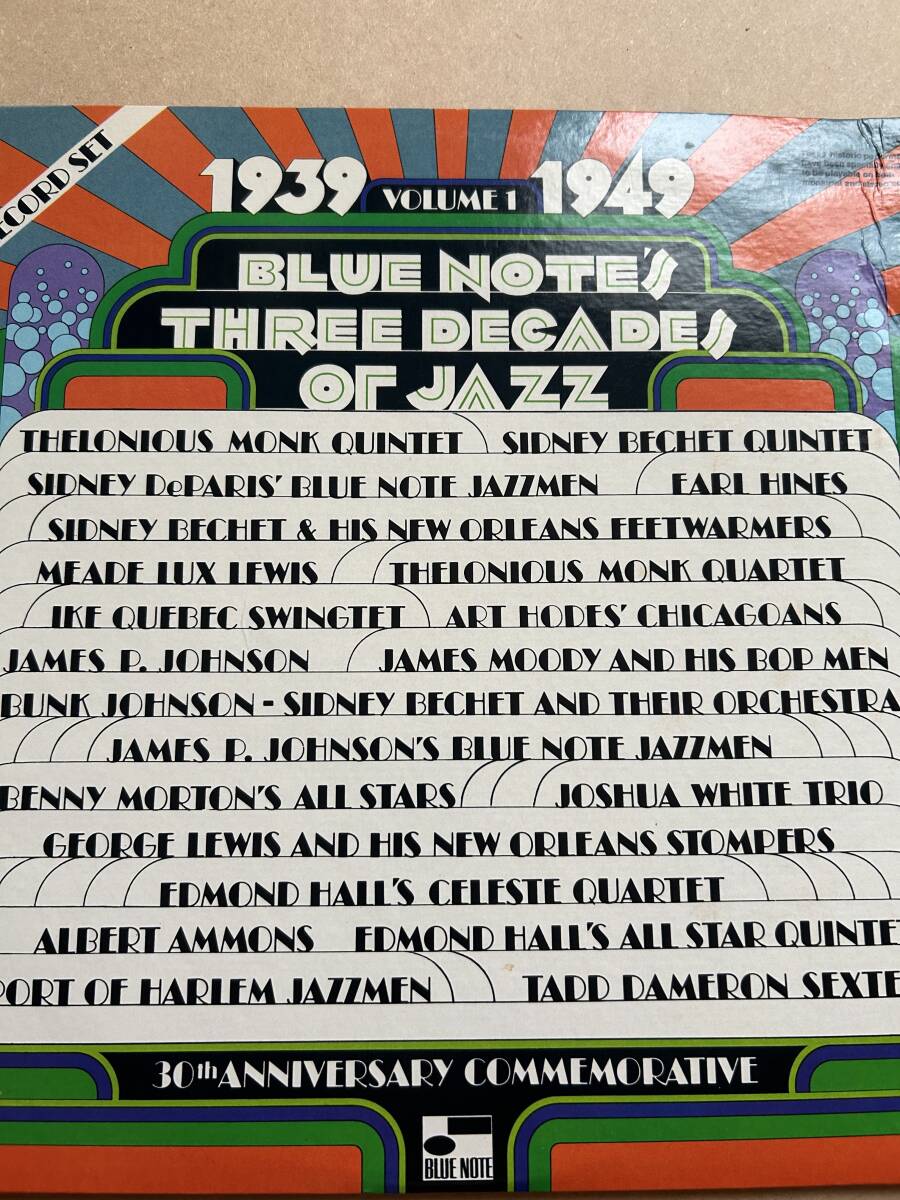 ECORD SET
1939 VOLUME 1 1949
BLUE NOTE'S
THREE DECADES
OF JAZZ
THELONIOUS MONK QUINTET SIDNEY BECHET QUINTET
SIDNEY DePARIS' BLUE NOTE JAZZMEN EARL HINES
SIDNEY BECHET & HIS NEW ORLEANS FEETWARMERS
MEADE LUX LEWIS THELONIOUS MONK QUARTET
IKE QUEBEC SWINGTET ART HODES' CHICAGOANS
JAMES P. JOHNSON JAMES MOODY AND HIS BOP MEN
BUNK JOHNSON - SIDNEY BECHET AND THEIR ORCHESTRA
JAMES P. JOHNSON'S BLUE NOTE JAZZMEN
BENNY MORTON'S ALL STARS JOSHUA WHITE TRIO
GEORGE LEWIS AND HIS NEW ORLEANS STOMPERS
EDMOND HALL'S CELESTE QUARTET
ALBERT AMMONS EDMOND HALL'S ALL STAR QUINTE
PORT OF HARLEM JAZZMEN TADD DAMERON SEXTE
30th ANNIVERSARY COMMEMORATIVE
BLUE NOTE